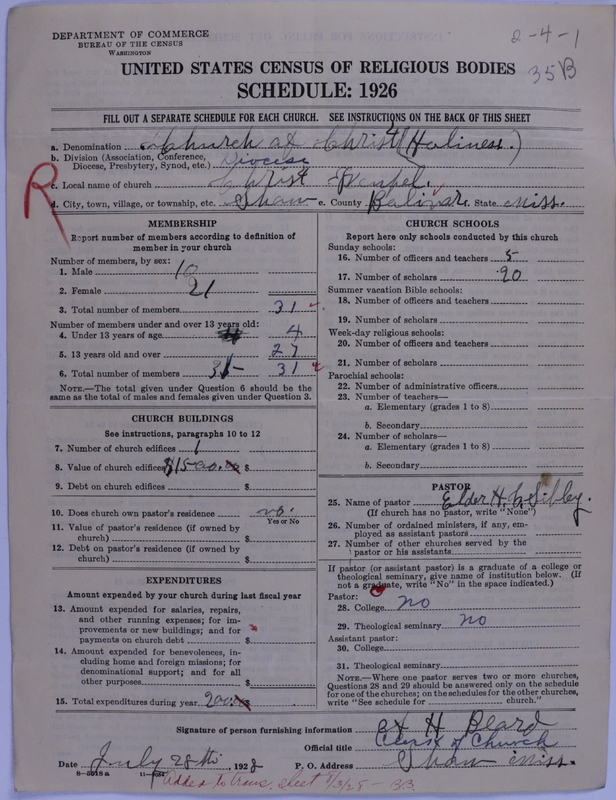 DEPARTMENT OF COMMERCE
BUREAU OF THE CENSUS
WASHINGTON
2-4-1
35B
UNITED STATES CENSUS OF RELIGIOUS BODIES
SCHEDULE: 1926
FILL OUT A SEPARATE SCHEDULE FOR EACH CHURCH. SEE INSTRUCTIONS ON THE BACK OF THIS SHEET
a. Denomination Church of Christ (Holiness.)
b. Division (Association, Conference, Diocese, Presbytery, Synod, etc.) Diocese
R
c. Local name of church Christ Tempel.
d. City, town, village, or township, etc. Shaw e. County Bolivar. State Miss.
MEMBERSHIP
Report number of members according to definition of member in your church
Number of members, by sex:
1. Male 10
2. Female 21
3. Total number of members 31
Number of members under and over 13 years old:
4. Under 13 years of age 4
5. 13 years old and over 27
6. Total number of members 31 31
NOTE.—The total given under Question 6 should be the same as the total of males and females given under Question 3.
CHURCH BUILDINGS
See instructions, paragraphs 10 to 12
7. Number of church edifices 1
8. Value of church edifices $1500.00 $
9. Debt on church edifices $
10. Does church own pastor's residence no.
Yes or No
11. Value of pastor's residence (if owned by church) $
12. Debt on pastor's residence (if owned by church) $
EXPENDITURES
Amount expended by your church during last fiscal year
13. Amount expended for salaries, repairs, and other running expenses; for improvements or new buildings; and for payments on church debt $
14. Amount expended for benevolences, including home and foreign missions; for denominational support; and for all other purposes $
15. Total expenditures during year 200.00
CHURCH SCHOOLS
Report here only schools conducted by this church
Sunday schools:
16. Number of officers and teachers 5
17. Number of scholars 20
Summer vacation Bible schools:
18. Number of officers and teachers
19. Number of scholars
Week-day religious schools:
20. Number of officers and teachers
21. Number of scholars
Parochial schools:
22. Number of administrative officers
23. Number of teachers—
a. Elementary (grades 1 to 8)
b. Secondary
24. Number of scholars—
a. Elementary (grades 1 to 8)
b. Secondary
PASTOR
25. Name of pastor Elder H. C. Sibley.
(If church has no pastor, write "None")
26. Number of ordained ministers, if any, employed as assistant pastors
27. Number of other churches served by the pastor or his assistants
If pastor (or assistant pastor) is a graduate of a college or theological seminary, give name of institution below. (If not a graduate, write "No" in the space indicated.)
Pastor:
28. College no
29. Theological seminary no
Assistant pastor:
30. College
31. Theological seminary
NOTE.—Where one pastor serves two or more churches, Questions 28 and 29 should be answered only on the schedule for one of the churches; on the schedules for the other churches, write "See schedule for church."
Signature of person furnishing information H Beard
Official title Clerk of Church
Date July 28th, 1928 P. O. Address Shaw Miss.
Added to trans. sheet 8/3/28 - B.B.